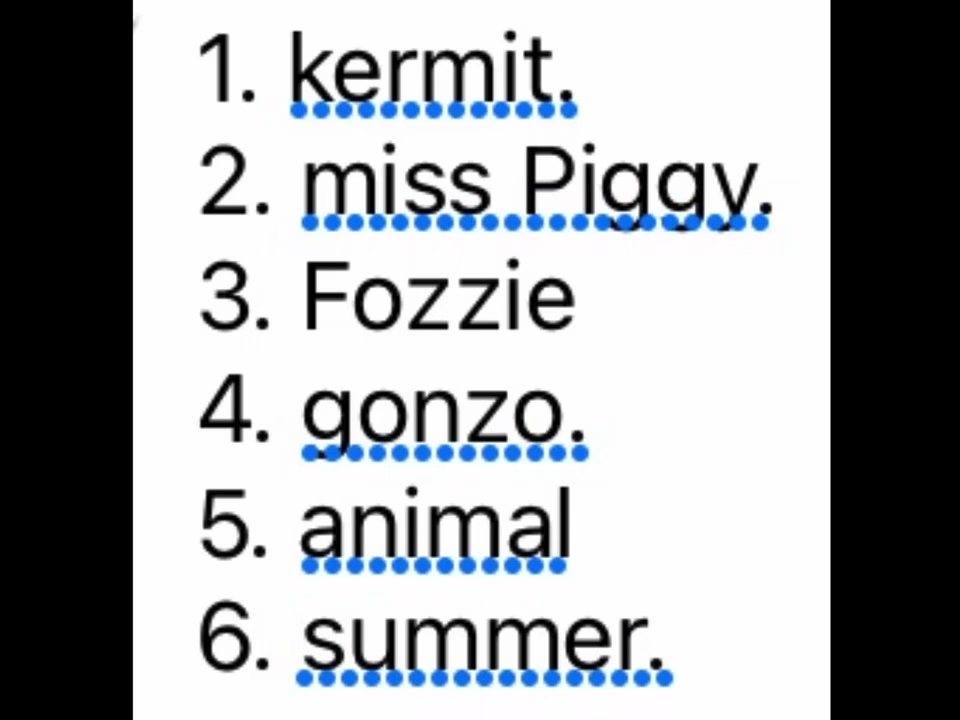 1. kermit.
2. miss Piggy.
3. Fozzie
4. gonzo.
5. animal
6. summer.